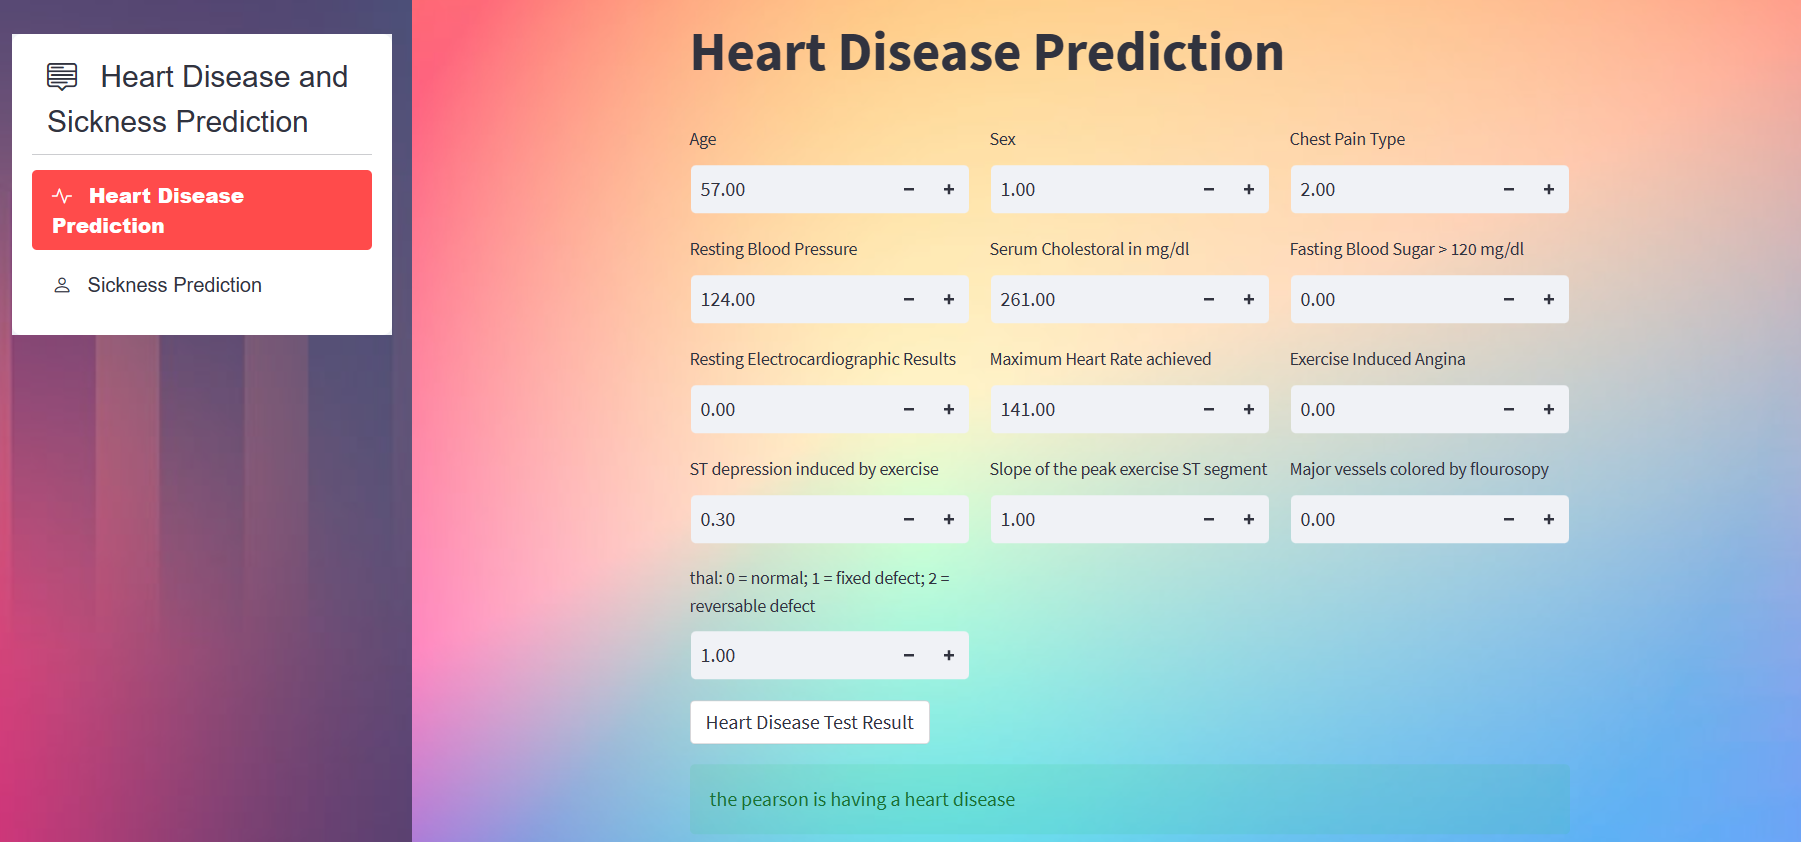 Heart Disease and
Sickness Prediction
Heart Disease
Prediction
Sickness Prediction
Heart Disease Prediction
Age
57.00
Sex
1.00
Chest Pain Type
2.00
Resting Blood Pressure
124.00
Serum Cholestoral in mg/dl
261.00
Fasting Blood Sugar > 120 mg/dl
0.00
Resting Electrocardiographic Results
0.00
Maximum Heart Rate achieved
141.00
Exercise Induced Angina
0.00
ST depression induced by exercise
0.30
Slope of the peak exercise ST segment
1.00
Major vessels colored by flourosopy
0.00
thal: 0 = normal; 1 = fixed defect; 2 =
reversable defect
1.00
Heart Disease Test Result
the pearson is having a heart disease